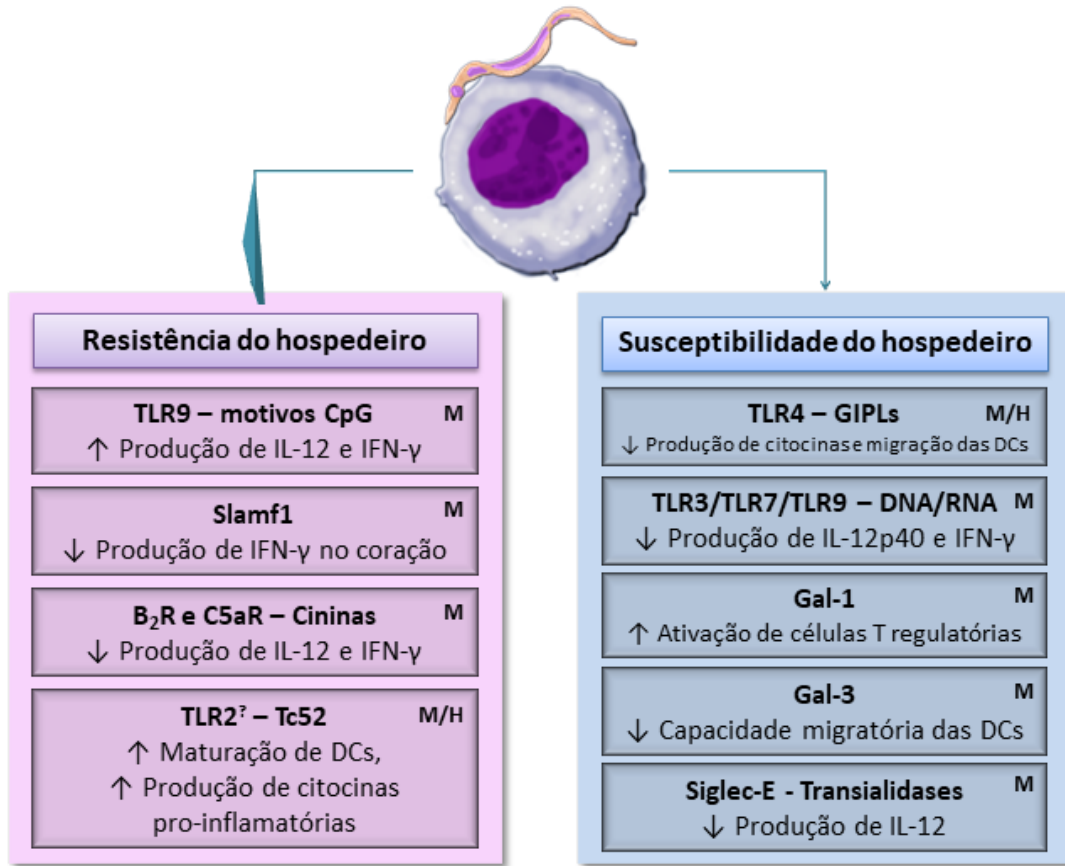 Resistência do hospedeiro
TLR9 – motivos CpG M
↑ Produção de IL-12 e IFN-γ
Slamf1 M
↓ Produção de IFN-γ no coração
B₂R e C5aR – Cininas M
↓ Produção de IL-12 e IFN-γ
TLR2? – Tc52 M/H
↑ Maturação de DCs,
↑ Produção de citocinas
pro-inflamatórias
Susceptibilidade do hospedeiro
TLR4 – GIPLs M/H
↓ Produção de citocinas e migração das DCs
TLR3/TLR7/TLR9 – DNA/RNA M
↓ Produção de IL-12p40 e IFN-γ
Gal-1 M
↑ Ativação de células T regulatórias
Gal-3 M
↓ Capacidade migratória das DCs
Siglec-E - Transialidases M
↓ Produção de IL-12